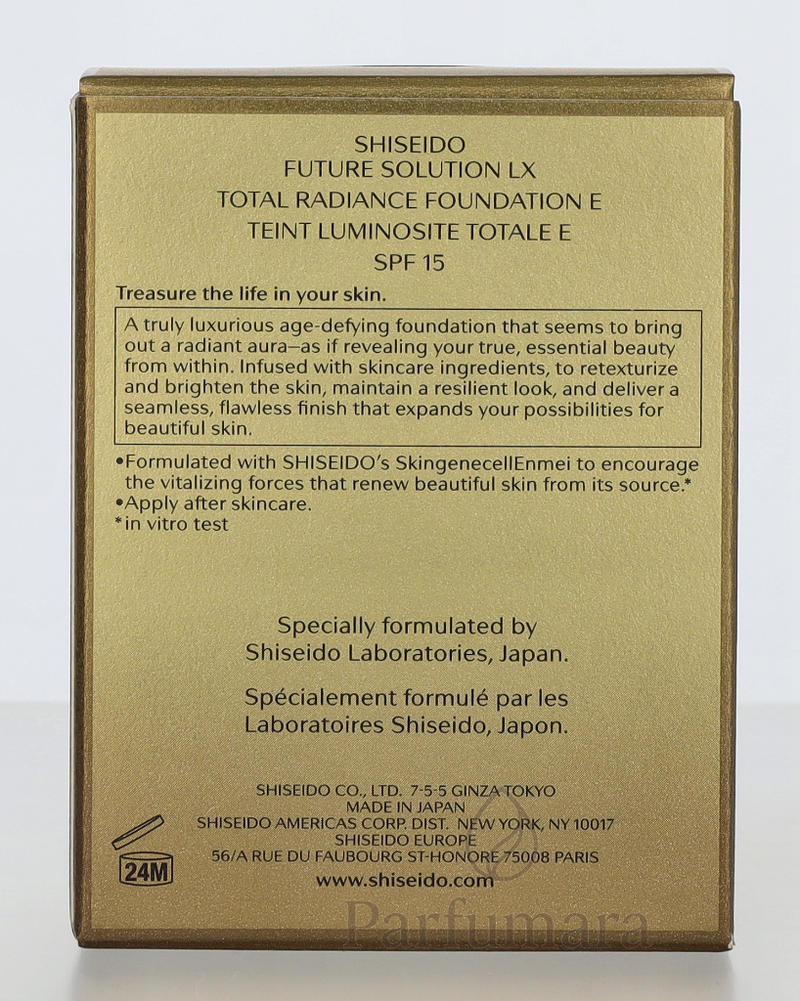 SHISEIDO
FUTURE SOLUTION LX
TOTAL RADIANCE FOUNDATION E
TEINT LUMINOSITE TOTALE E
SPF 15
Treasure the life in your skin.
A truly luxurious age-defying foundation that seems to bring
out a radiant aura—as if revealing your true, essential beauty
from within. Infused with skincare ingredients, to retexturize
and brighten the skin, maintain a resilient look, and deliver a
seamless, flawless finish that expands your possibilities for
beautiful skin.
•Formulated with SHISEIDO's SkingenecellEnmei to encourage
the vitalizing forces that renew beautiful skin from its source.*
•Apply after skincare.
*in vitro test
Specially formulated by
Shiseido Laboratories, Japan.
Spécialement formulé par les
Laboratoires Shiseido, Japon.
SHISEIDO CO., LTD. 7-5-5 GINZA TOKYO
MADE IN JAPAN
SHISEIDO AMERICAS CORP. DIST. NEW YORK, NY 10017
SHISEIDO EUROPE
56/A RUE DU FAUBOURG ST-HONORE 75008 PARIS
www.shiseido.com
24M
Parfumara